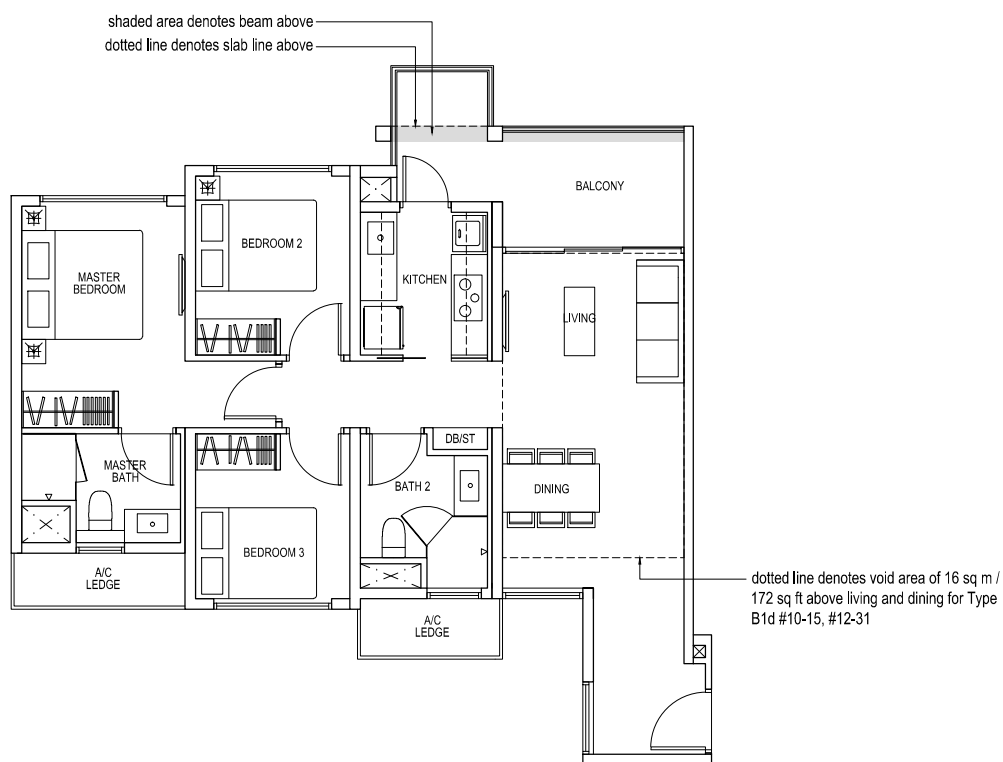 shaded area denotes beam above
dotted line denotes slab line above
BALCONY
BEDROOM 2
MASTER
BEDROOM
KITCHEN
LIVING
DB/ST
MASTER
BATH
BATH 2
DINING
BEDROOM 3
A/C
LEDGE
A/C
LEDGE
dotted line denotes void area of 16 sq m /
172 sq ft above living and dining for Type
B1d #10-15, #12-31